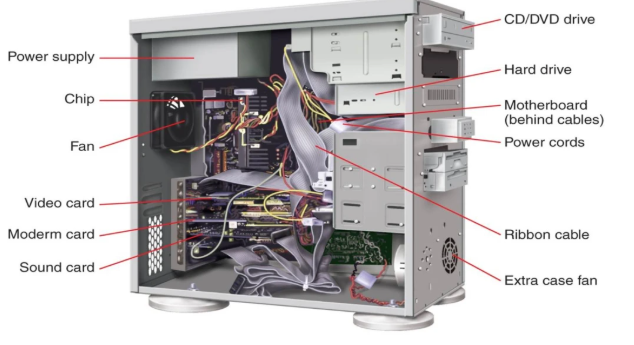 Power supply
Chip
Fan
Video card
Moderm card
Sound card
CD/DVD drive
Hard drive
Motherboard
(behind cables)
Power cords
Ribbon cable
Extra case fan